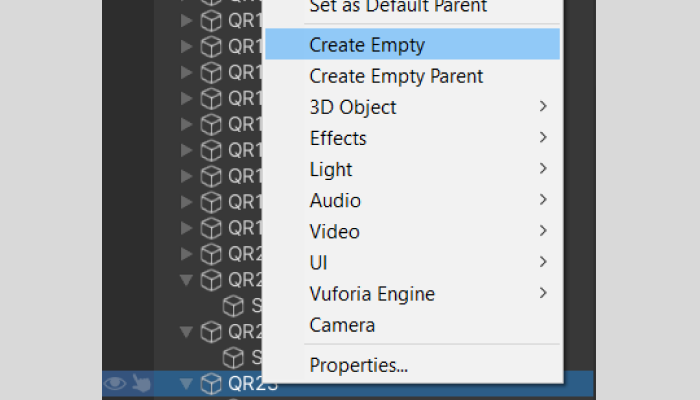 Set as Default Parent
Create Empty
Create Empty Parent
3D Object
Effects
Light
Audio
Video
UI
Vuforia Engine
Camera
Properties...
QR1
QR1
QR1
QR1
QR1
QR1
QR1
QR1
QR1
QR2
QR2
S
QR2
S
QR23